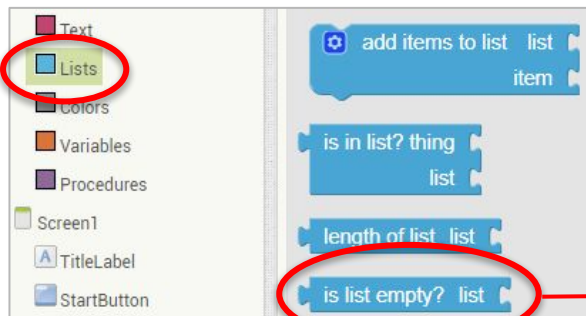 Text
Lists
Colors
Variables
Procedures
Screen1
A TitleLabel
StartButton
add items to list list
item
is in list? thing
list
length of list list
is list empty? list